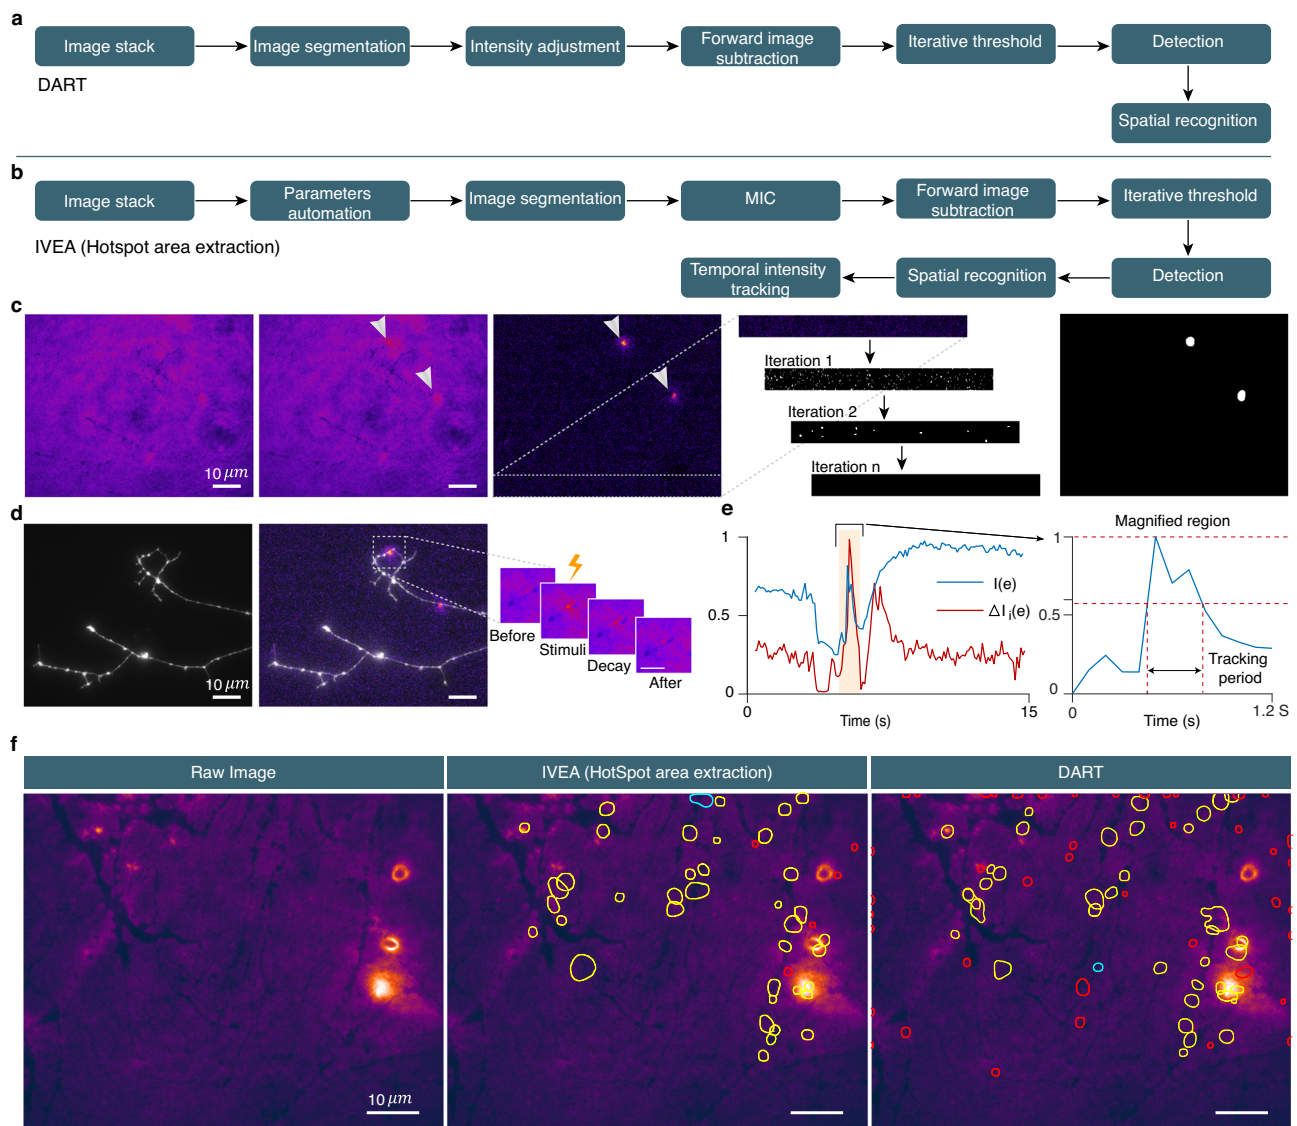 a
Image stack
Image segmentation
Intensity adjustment
Forward image
subtraction
Iterative threshold
Detection
DART
Spatial recognition
b
Image stack
Parameters
automation
Image segmentation
MIC
Forward image
subtraction
Iterative threshold
IVEA (Hotspot area extraction)
Temporal intensity
tracking
Spatial recognition
Detection
c
10 μm
Iteration 1
Iteration 2
Iteration n
d
10 μm
Before
Stimuli
Decay
After
e
1
0.5
0
0
15
Time (s)
I(e)
ΔI i(e)
Magnified region
1
0.5
0
0
1.2 S
Time (s)
Tracking
period
f
Raw Image
IVEA (HotSpot area extraction)
DART
10 μm